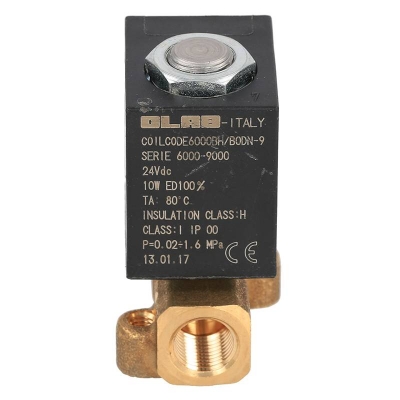 OLAB-ITALY
COILCODE6000BH/BODN-9
SERIE 6000-9000
24Vdc
10W ED100%
TA: 80°C
INSULATION CLASS:H
CLASS:I IP 00
P=0.02÷1.6 MPa
13.01.17 CE